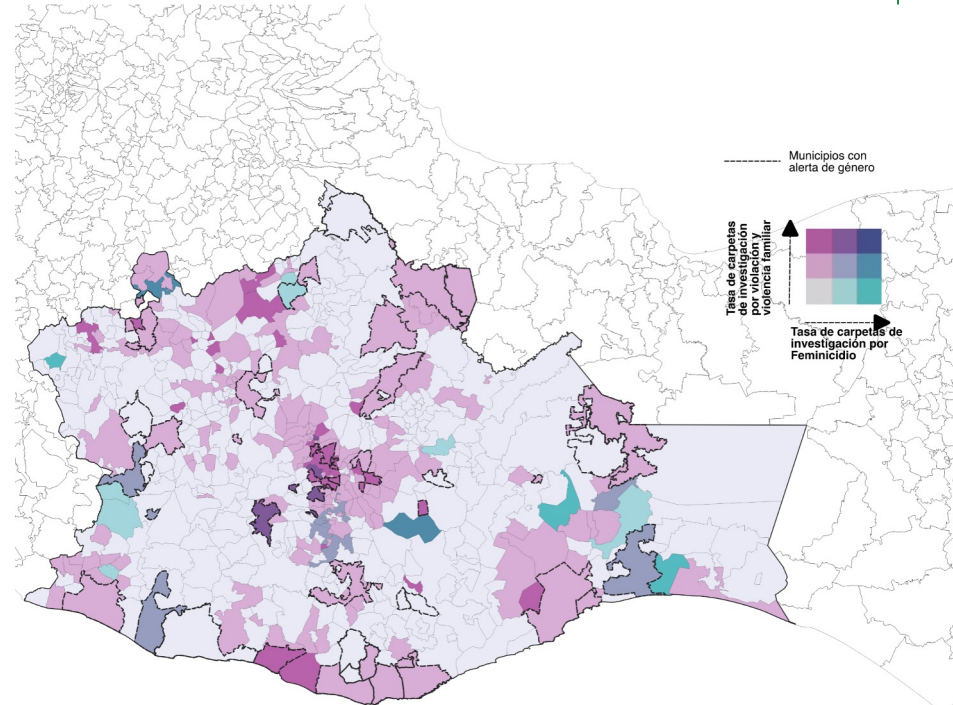 Municipios con
alerta de género
Tasa de carpetas
de investigación
por violación y
violencia familiar
Tasa de carpetas de
investigación por
Feminicidio